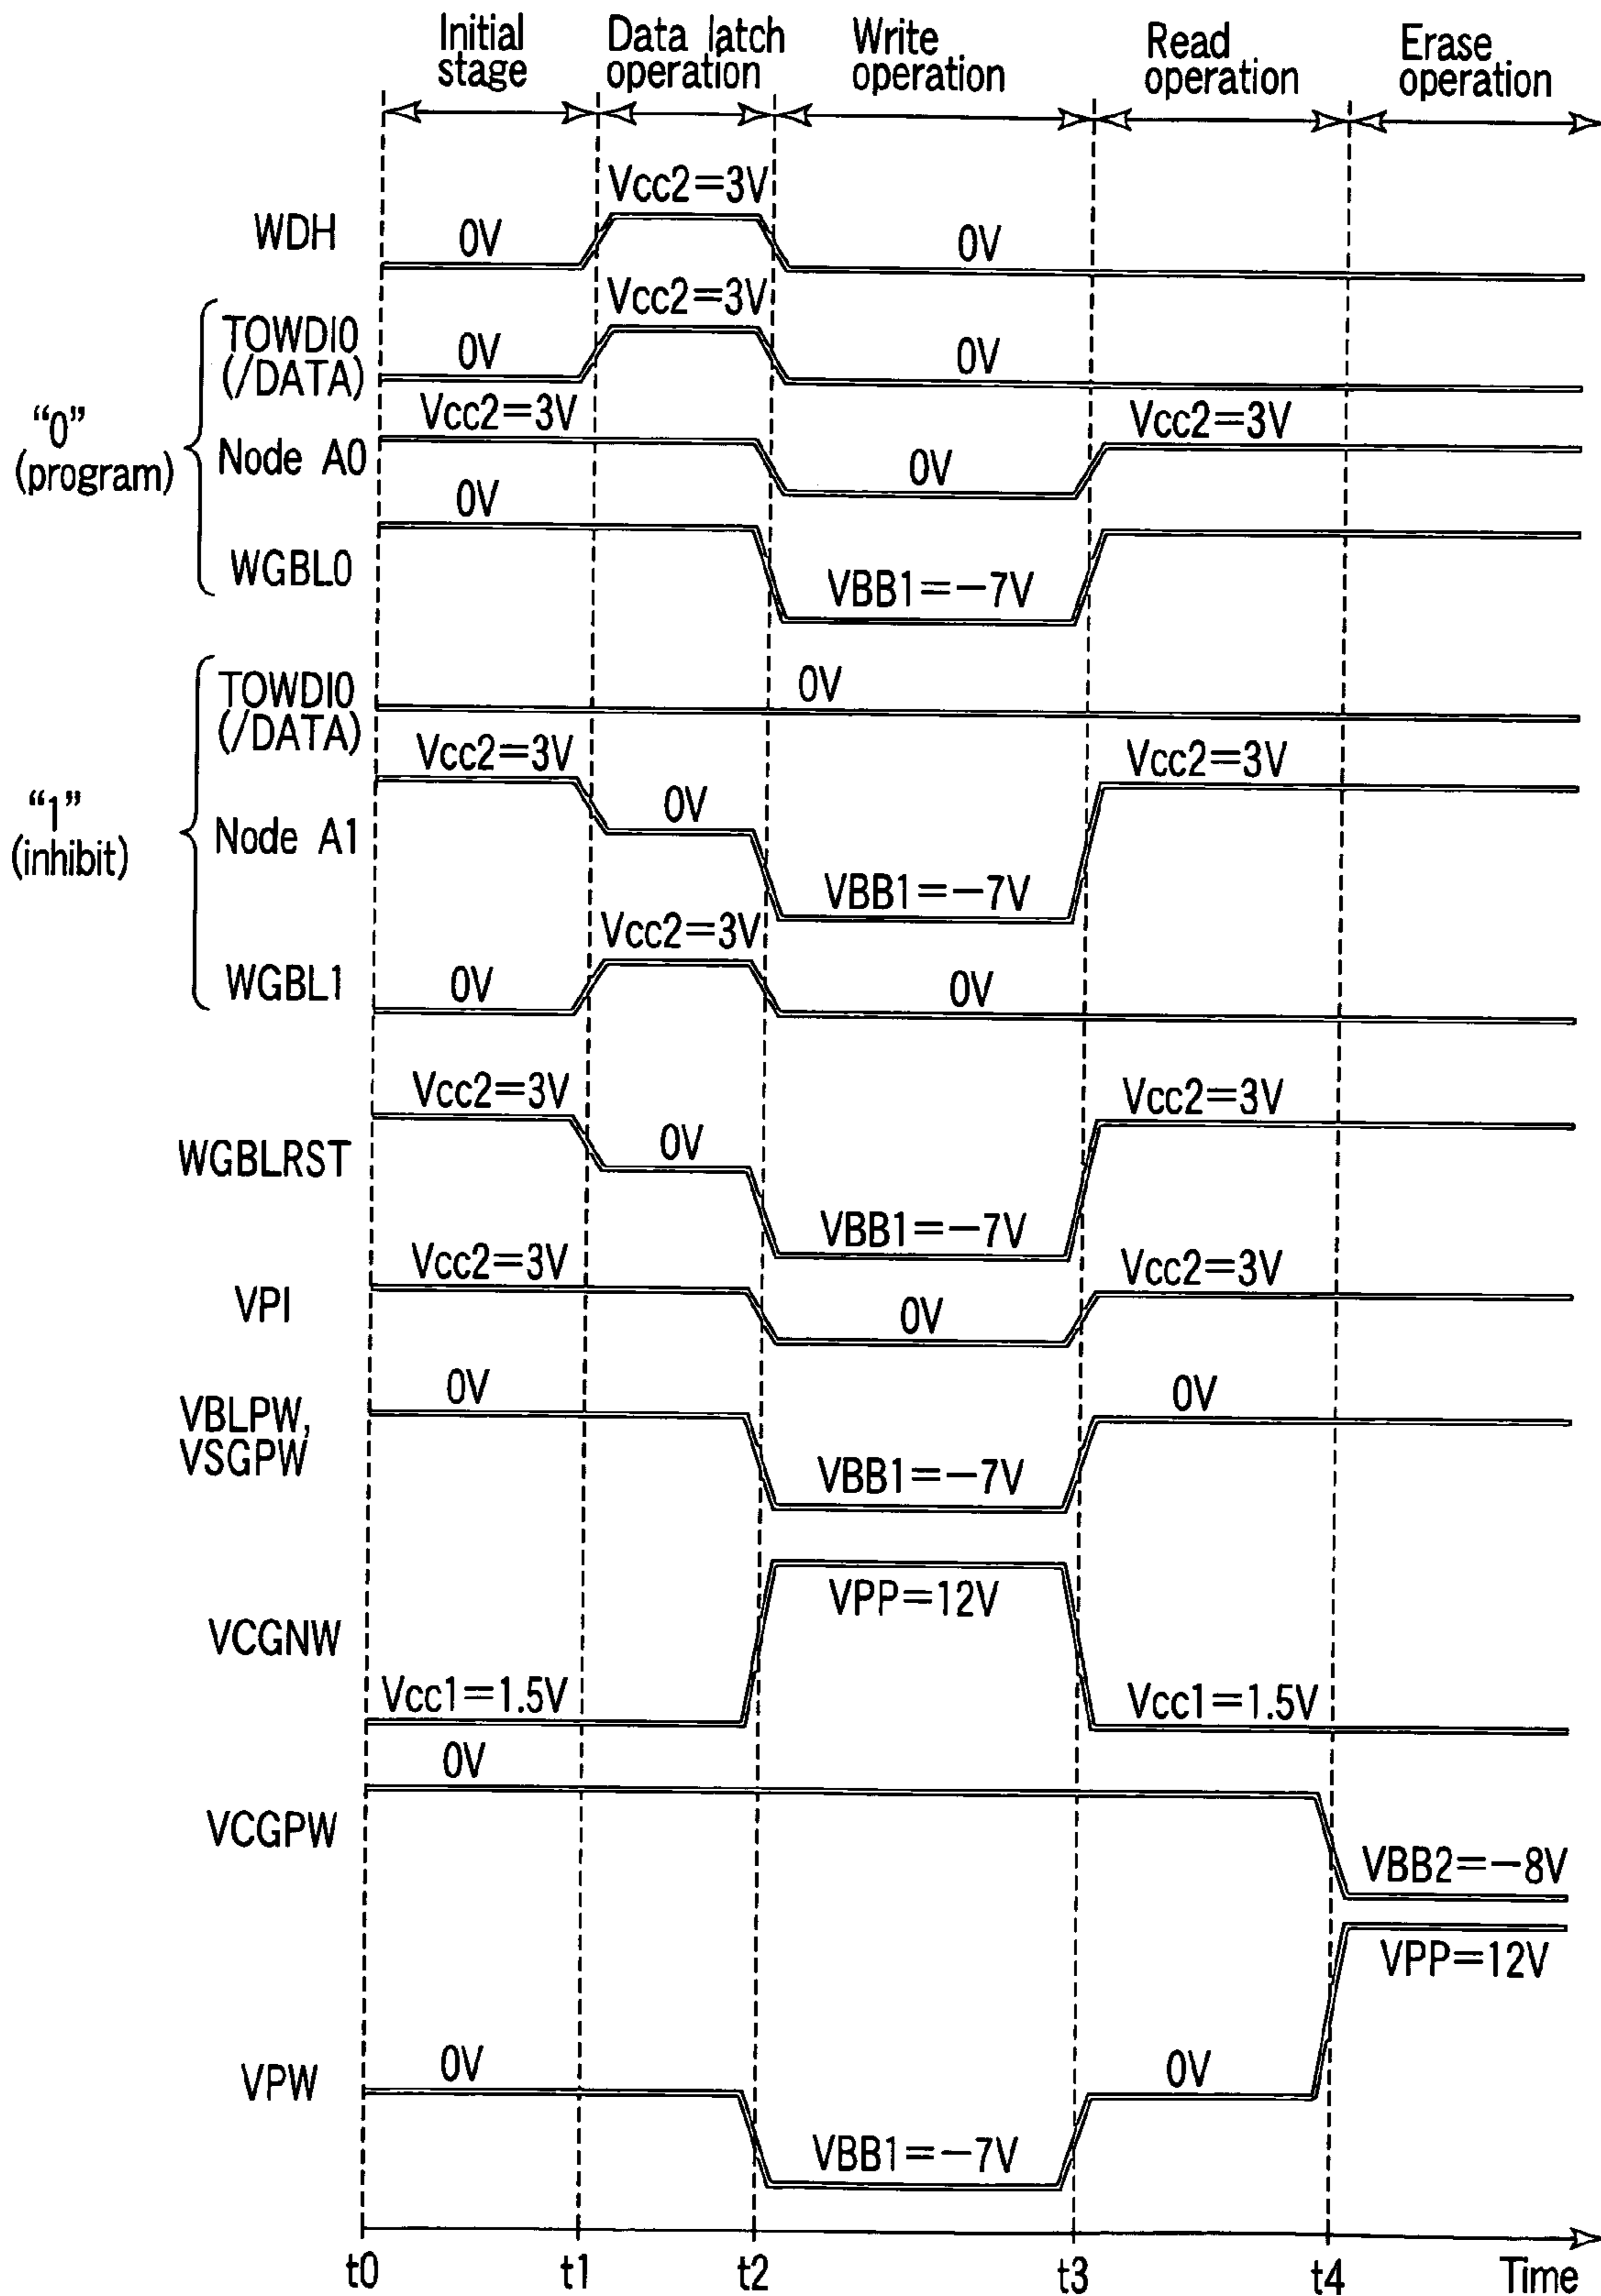 Initial
stage
Data latch
operation
Write
operation
Read
operation
Erase
operation
WDH
0V
Vcc2=3V
0V
"0"
(program)
TOWDI0
(/DATA)
0V
Vcc2=3V
0V
Node A0
Vcc2=3V
0V
Vcc2=3V
WGBL0
0V
VBB1=−7V
"1"
(inhibit)
TOWDI0
(/DATA)
0V
Node A1
Vcc2=3V
0V
VBB1=−7V
Vcc2=3V
WGBL1
0V
Vcc2=3V
0V
WGBLRST
Vcc2=3V
0V
VBB1=−7V
Vcc2=3V
VPI
Vcc2=3V
0V
Vcc2=3V
VBLPW,
VSGPW
0V
VBB1=−7V
0V
VCGNW
Vcc1=1.5V
VPP=12V
Vcc1=1.5V
VCGPW
0V
VBB2=−8V
VPW
0V
VBB1=−7V
0V
VPP=12V
t0
t1
t2
t3
t4
Time